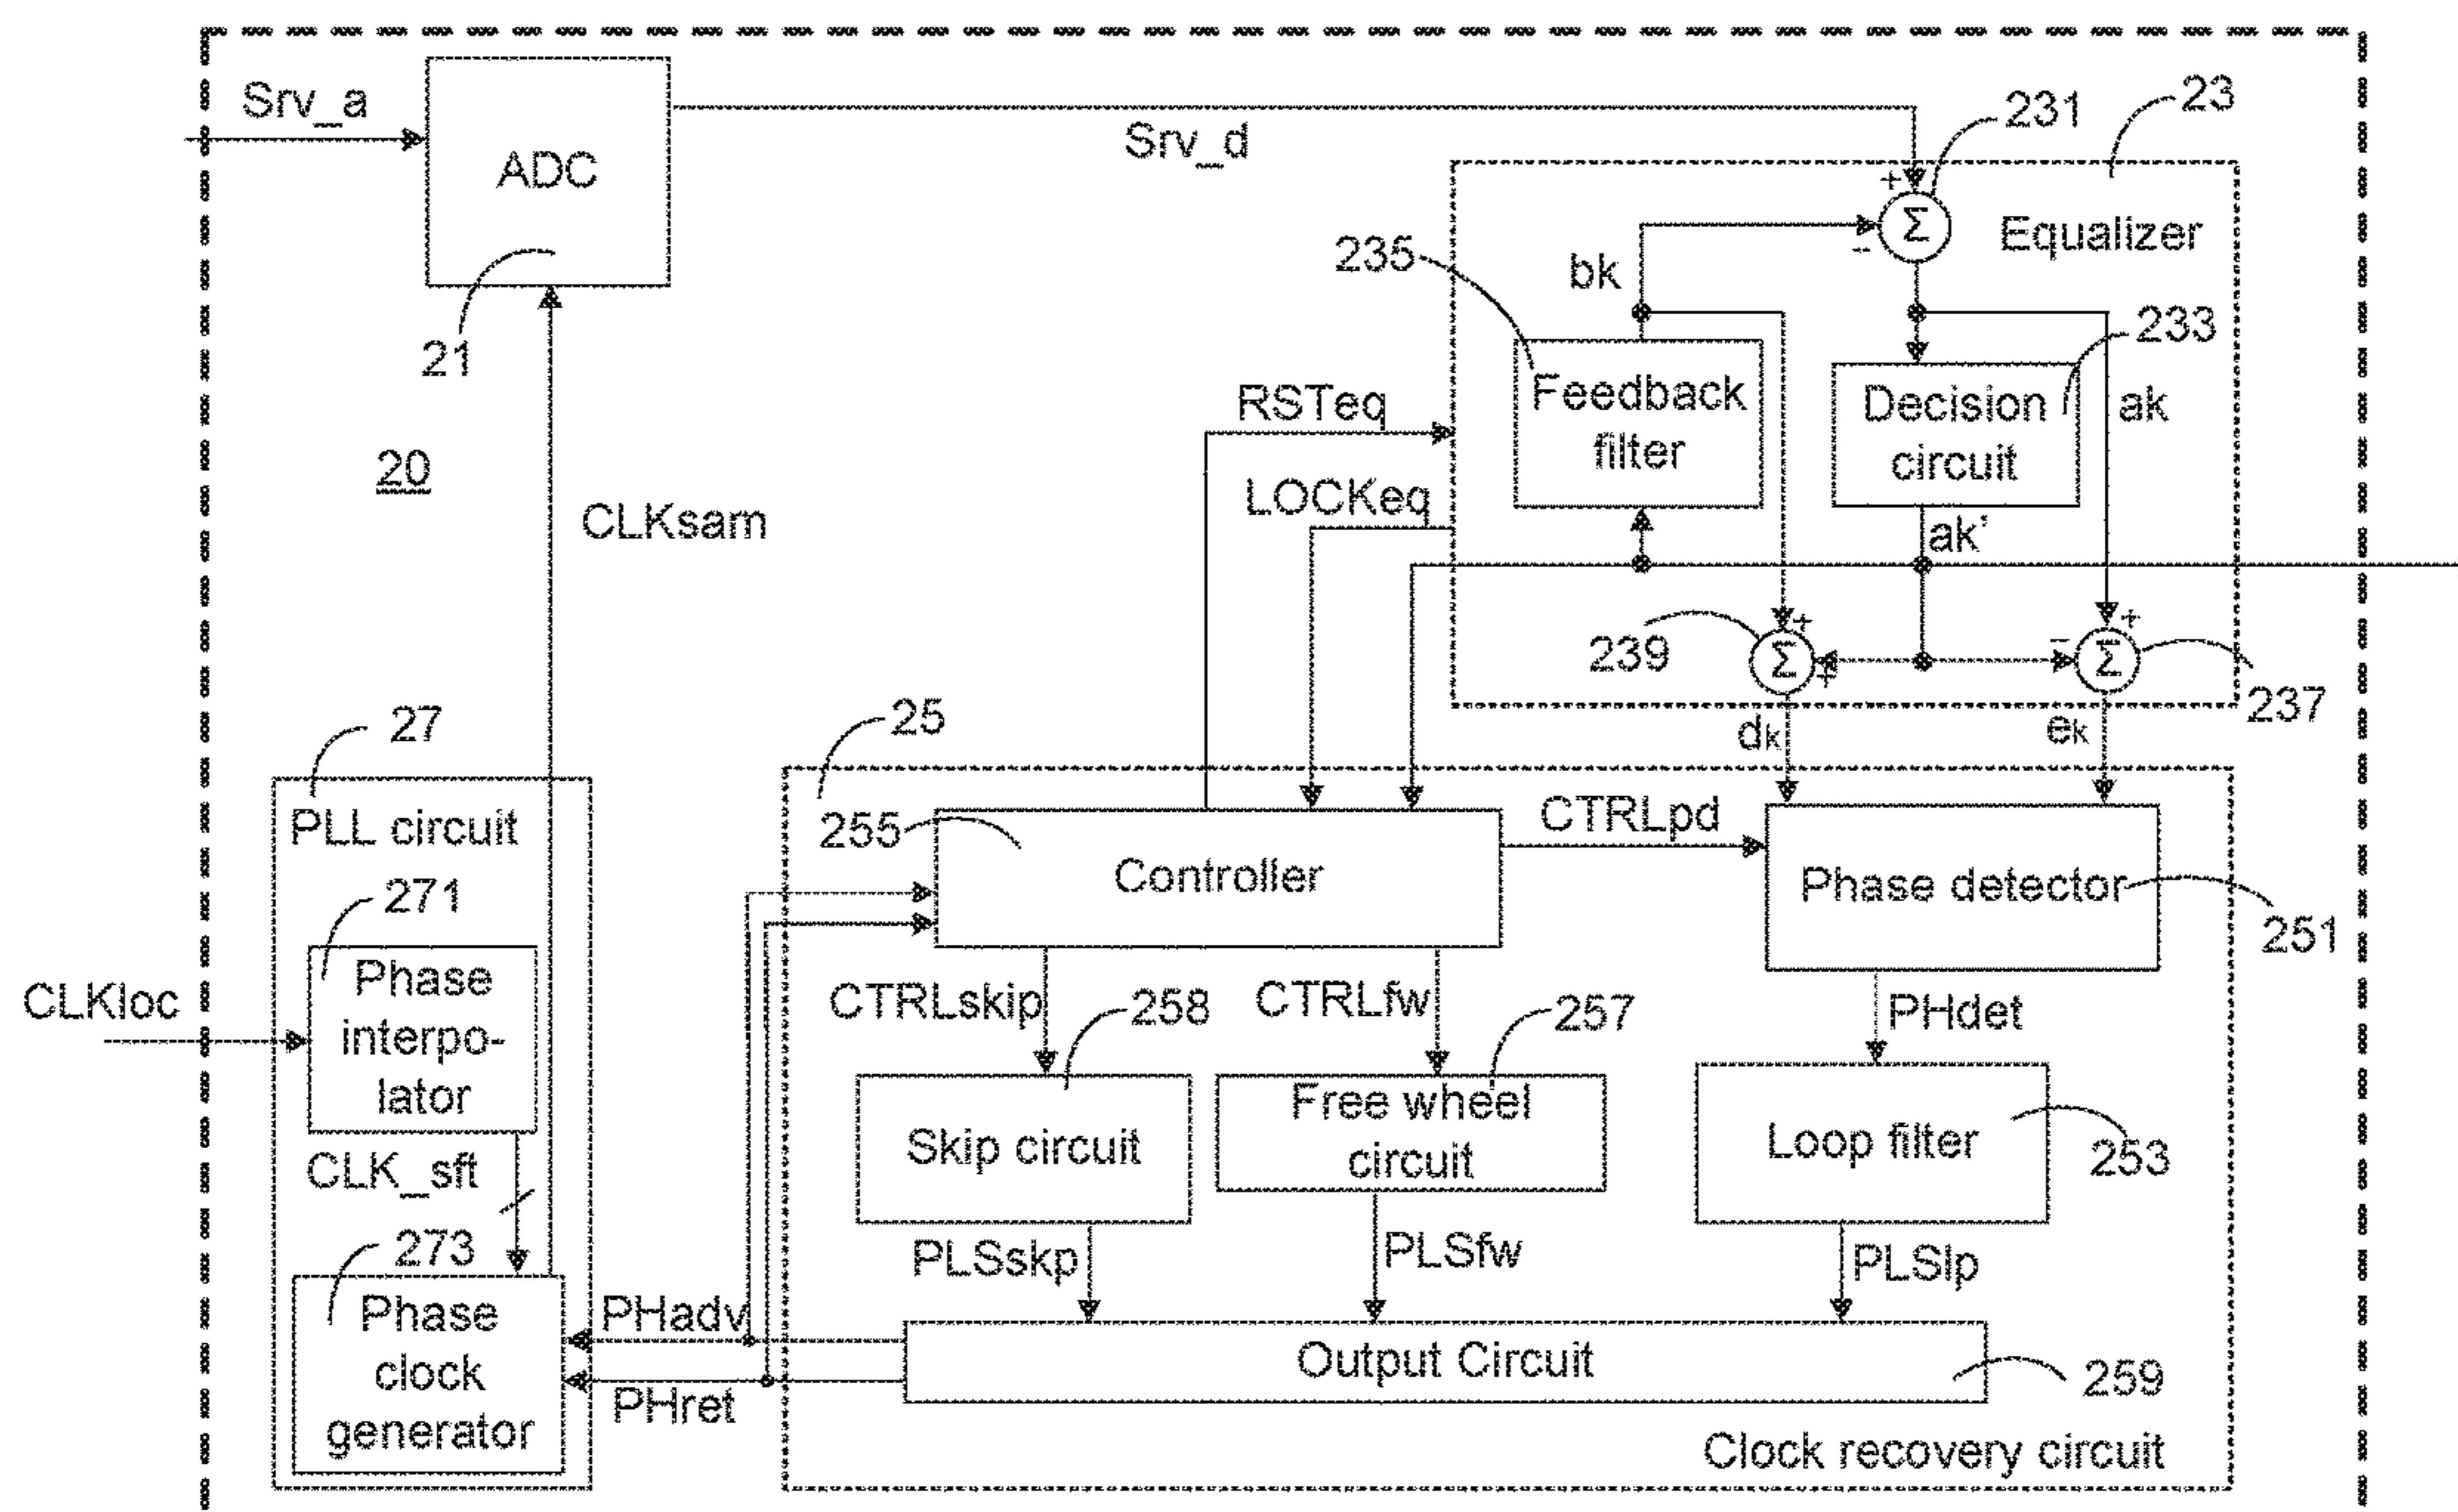 Srv_a
ADC
21
20
Srv_d
23
231
+
Σ
−
Equalizer
235
bk
233
Feedback
filter
Decision
circuit
ak
RSTeq
LOCKeq
CLKsam
ak'
239
+
Σ
+
−
+
Σ
237
dk
ek
27
PLL circuit
25
255
Controller
CTRLpd
Phase detector
251
271
Phase
interpo-
lator
CLKloc
CTRLskip
258
CTRLfw
257
PHdet
Skip circuit
Free wheel
circuit
Loop filter
253
CLK_sft
273
Phase
clock
generator
PLSskp
PLSfw
PLSlp
PHadv
PHret
Output Circuit
259
Clock recovery circuit